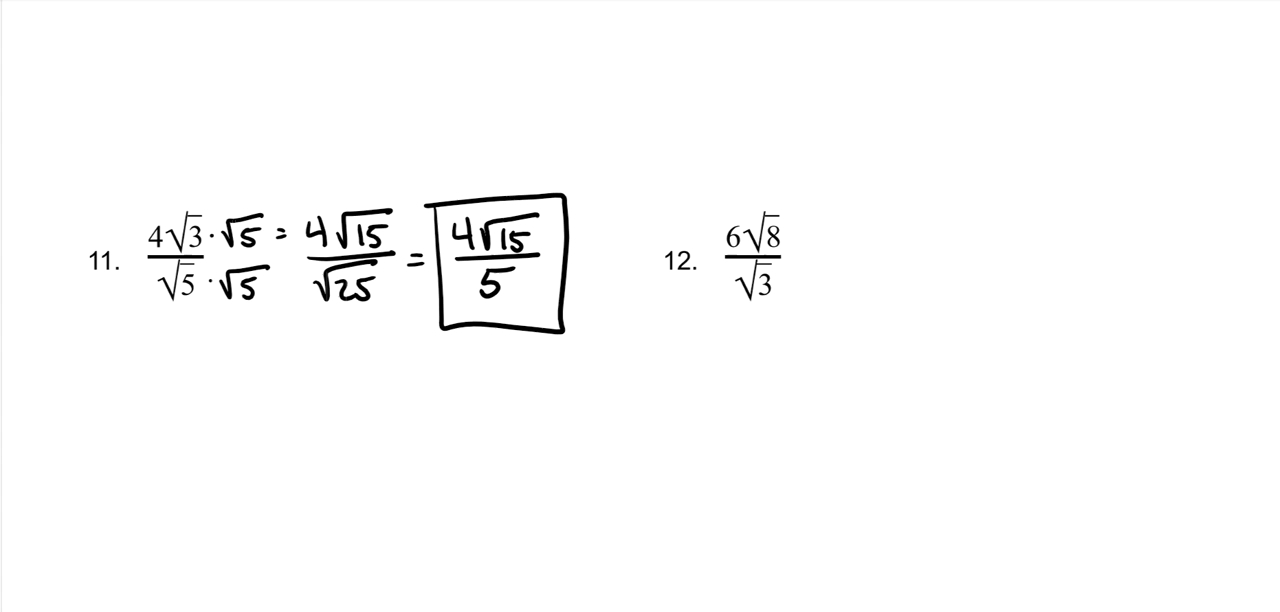 11. 4√3·√5 / √5·√5 = 4√15 / √25 = 4√15 / 5
12. 6√8 / √3